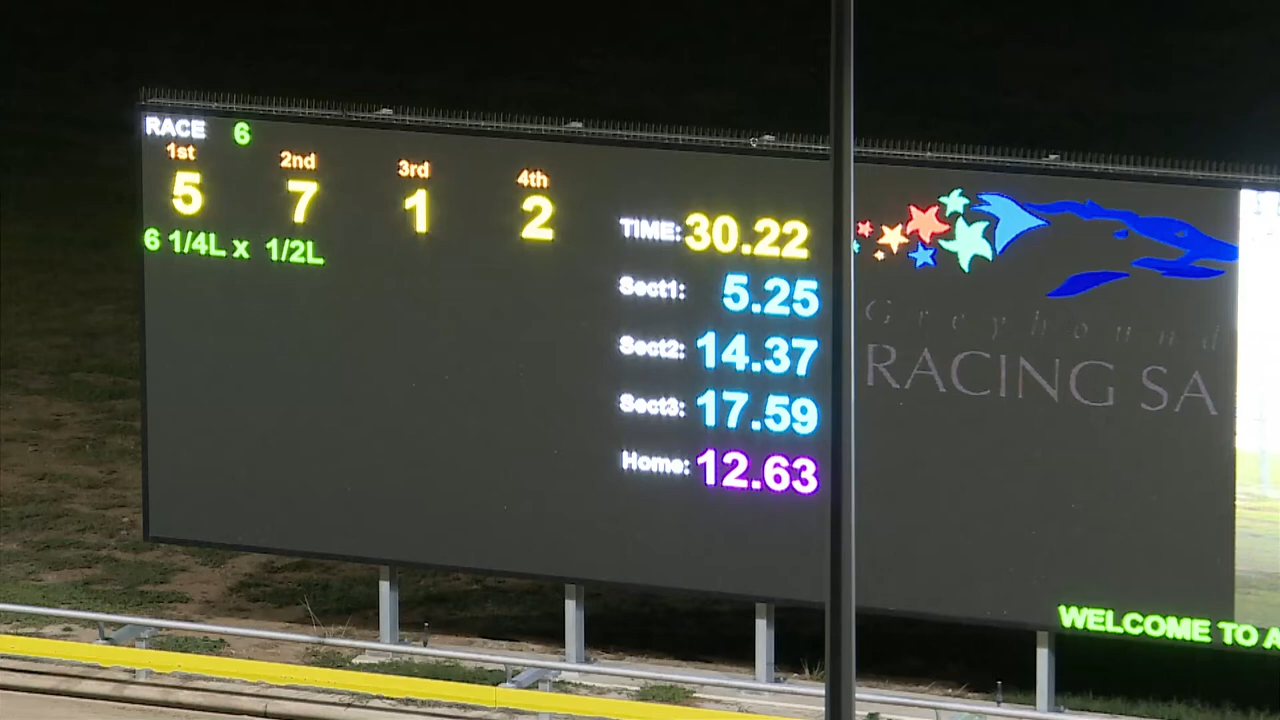 RACE 6
1st 2nd 3rd 4th
5 7 1 2
6 1/4L x 1/2L
TIME: 30.22
Sect1: 5.25
Sect2: 14.37
Sect3: 17.59
Home: 12.63
Greyhound
RACING SA
WELCOME TO A